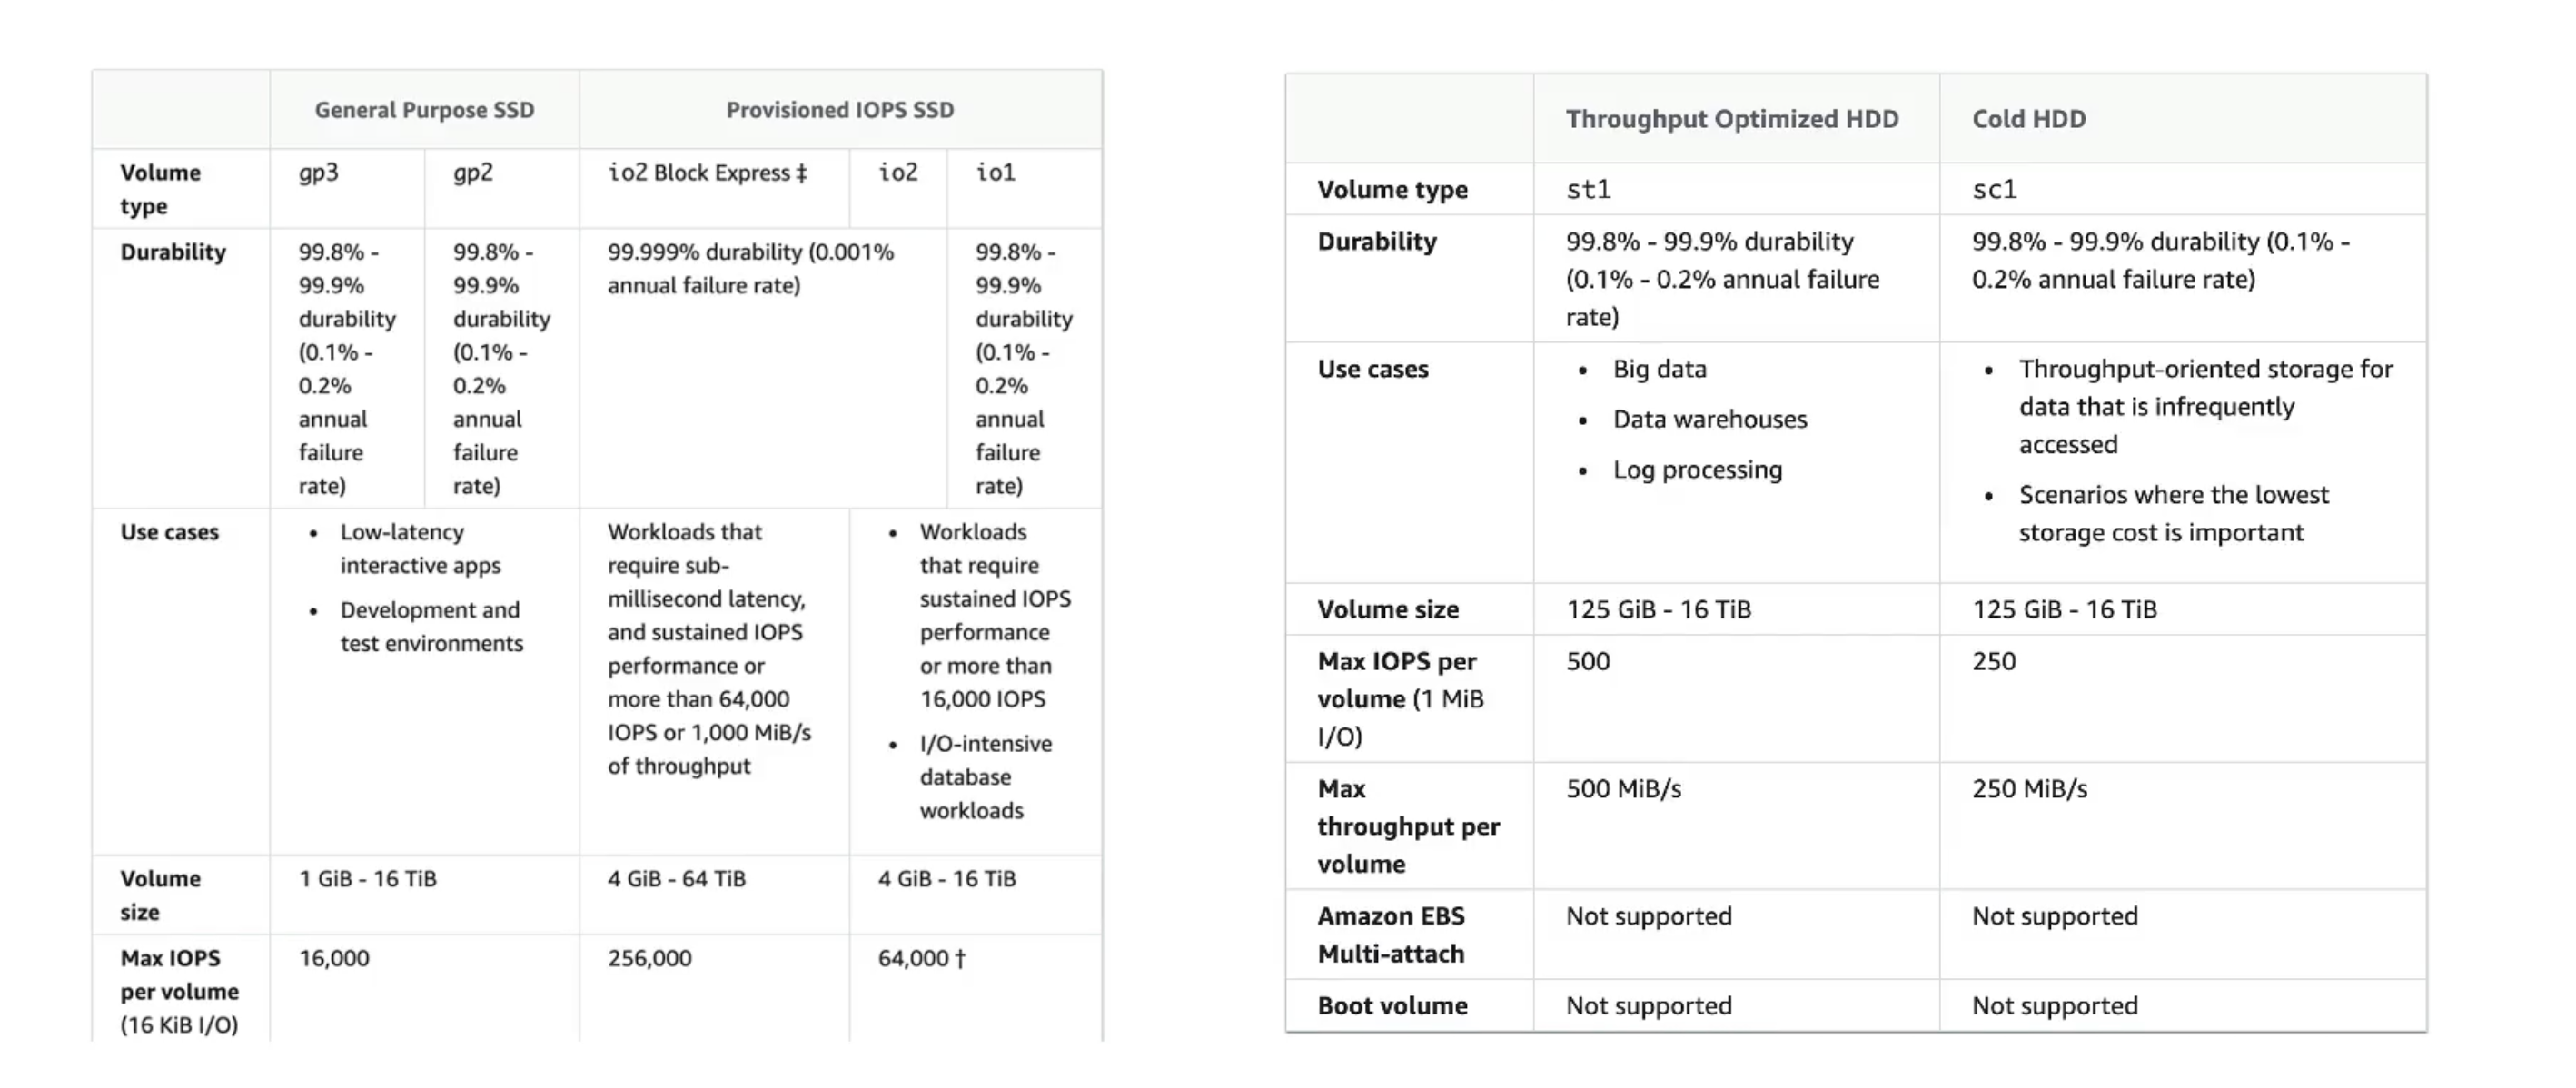 General Purpose SSD
Provisioned IOPS SSD
Volume
type
gp3
gp2
io2 Block Express ‡
io2
io1
Durability
99.8% -
99.9%
durability
(0.1% -
0.2%
annual
failure
rate)
99.8% -
99.9%
durability
(0.1% -
0.2%
annual
failure
rate)
99.999% durability (0.001%
annual failure rate)
99.8% -
99.9%
durability
(0.1% -
0.2%
annual
failure
rate)
Use cases
• Low-latency
interactive apps
• Development and
test environments
Workloads that
require sub-
millisecond latency,
and sustained IOPS
performance or
more than 64,000
IOPS or 1,000 MiB/s
of throughput
• Workloads
that require
sustained IOPS
performance
or more than
16,000 IOPS
• I/O-intensive
database
workloads
Volume
size
1 GiB - 16 TiB
4 GiB - 64 TiB
4 GiB - 16 TiB
Max IOPS
per volume
(16 KiB I/O)
16,000
256,000
64,000 †
Throughput Optimized HDD
Cold HDD
Volume type
st1
sc1
Durability
99.8% - 99.9% durability
(0.1% - 0.2% annual failure
rate)
99.8% - 99.9% durability (0.1% -
0.2% annual failure rate)
Use cases
• Big data
• Data warehouses
• Log processing
• Throughput-oriented storage for
data that is infrequently
accessed
• Scenarios where the lowest
storage cost is important
Volume size
125 GiB - 16 TiB
125 GiB - 16 TiB
Max IOPS per
volume (1 MiB
I/O)
500
250
Max
throughput per
volume
500 MiB/s
250 MiB/s
Amazon EBS
Multi-attach
Not supported
Not supported
Boot volume
Not supported
Not supported